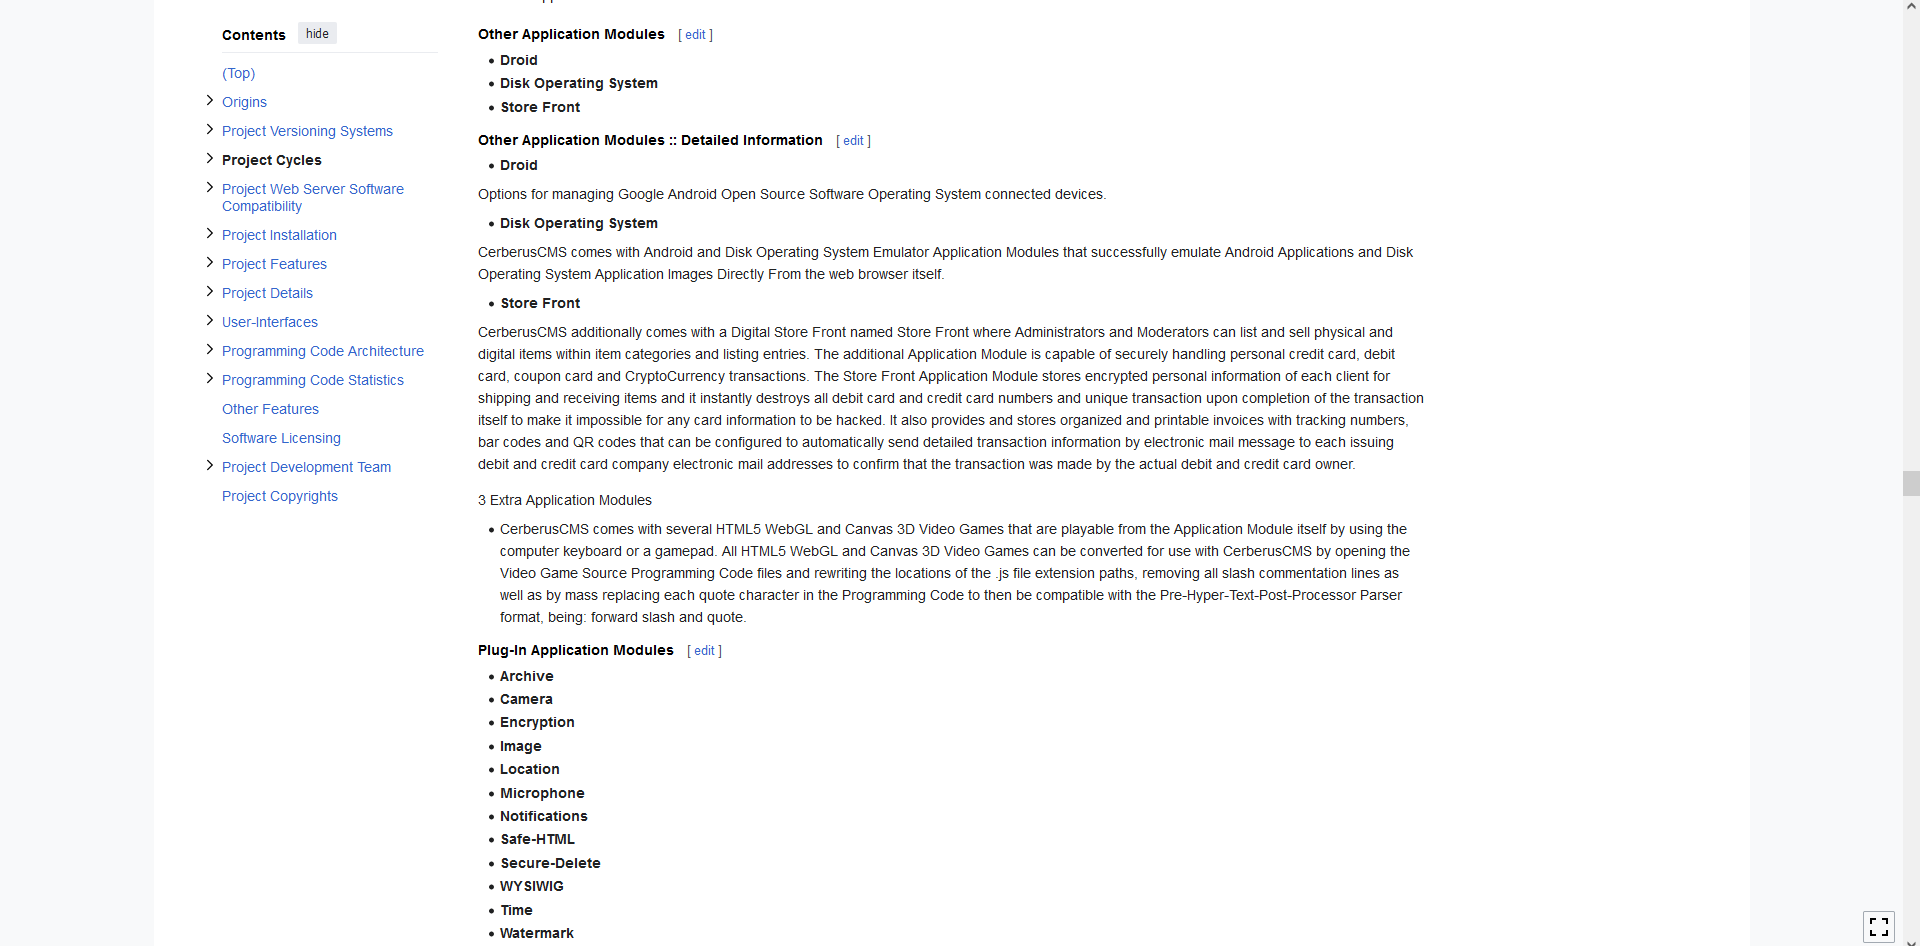 Contents hide
(Top)
Origins
Project Versioning Systems
Project Cycles
Project Web Server Software
Compatibility
Project Installation
Project Features
Project Details
User-Interfaces
Programming Code Architecture
Programming Code Statistics
Other Features
Software Licensing
Project Development Team
Project Copyrights
Other Application Modules [ edit ]
• Droid
• Disk Operating System
• Store Front
Other Application Modules :: Detailed Information [ edit ]
• Droid
Options for managing Google Android Open Source Software Operating System connected devices.
• Disk Operating System
CerberusCMS comes with Android and Disk Operating System Emulator Application Modules that successfully emulate Android Applications and Disk
Operating System Application Images Directly From the web browser itself.
• Store Front
CerberusCMS additionally comes with a Digital Store Front named Store Front where Administrators and Moderators can list and sell physical and
digital items within item categories and listing entries. The additional Application Module is capable of securely handling personal credit card, debit
card, coupon card and CryptoCurrency transactions. The Store Front Application Module stores encrypted personal information of each client for
shipping and receiving items and it instantly destroys all debit card and credit card numbers and unique transaction upon completion of the transaction
itself to make it impossible for any card information to be hacked. It also provides and stores organized and printable invoices with tracking numbers,
bar codes and QR codes that can be configured to automatically send detailed transaction information by electronic mail message to each issuing
debit and credit card company electronic mail addresses to confirm that the transaction was made by the actual debit and credit card owner.
3 Extra Application Modules
• CerberusCMS comes with several HTML5 WebGL and Canvas 3D Video Games that are playable from the Application Module itself by using the
computer keyboard or a gamepad. All HTML5 WebGL and Canvas 3D Video Games can be converted for use with CerberusCMS by opening the
Video Game Source Programming Code files and rewriting the locations of the .js file extension paths, removing all slash commentation lines as
well as by mass replacing each quote character in the Programming Code to then be compatible with the Pre-Hyper-Text-Post-Processor Parser
format, being: forward slash and quote.
Plug-In Application Modules [ edit ]
• Archive
• Camera
• Encryption
• Image
• Location
• Microphone
• Notifications
• Safe-HTML
• Secure-Delete
• WYSIWIG
• Time
• Watermark